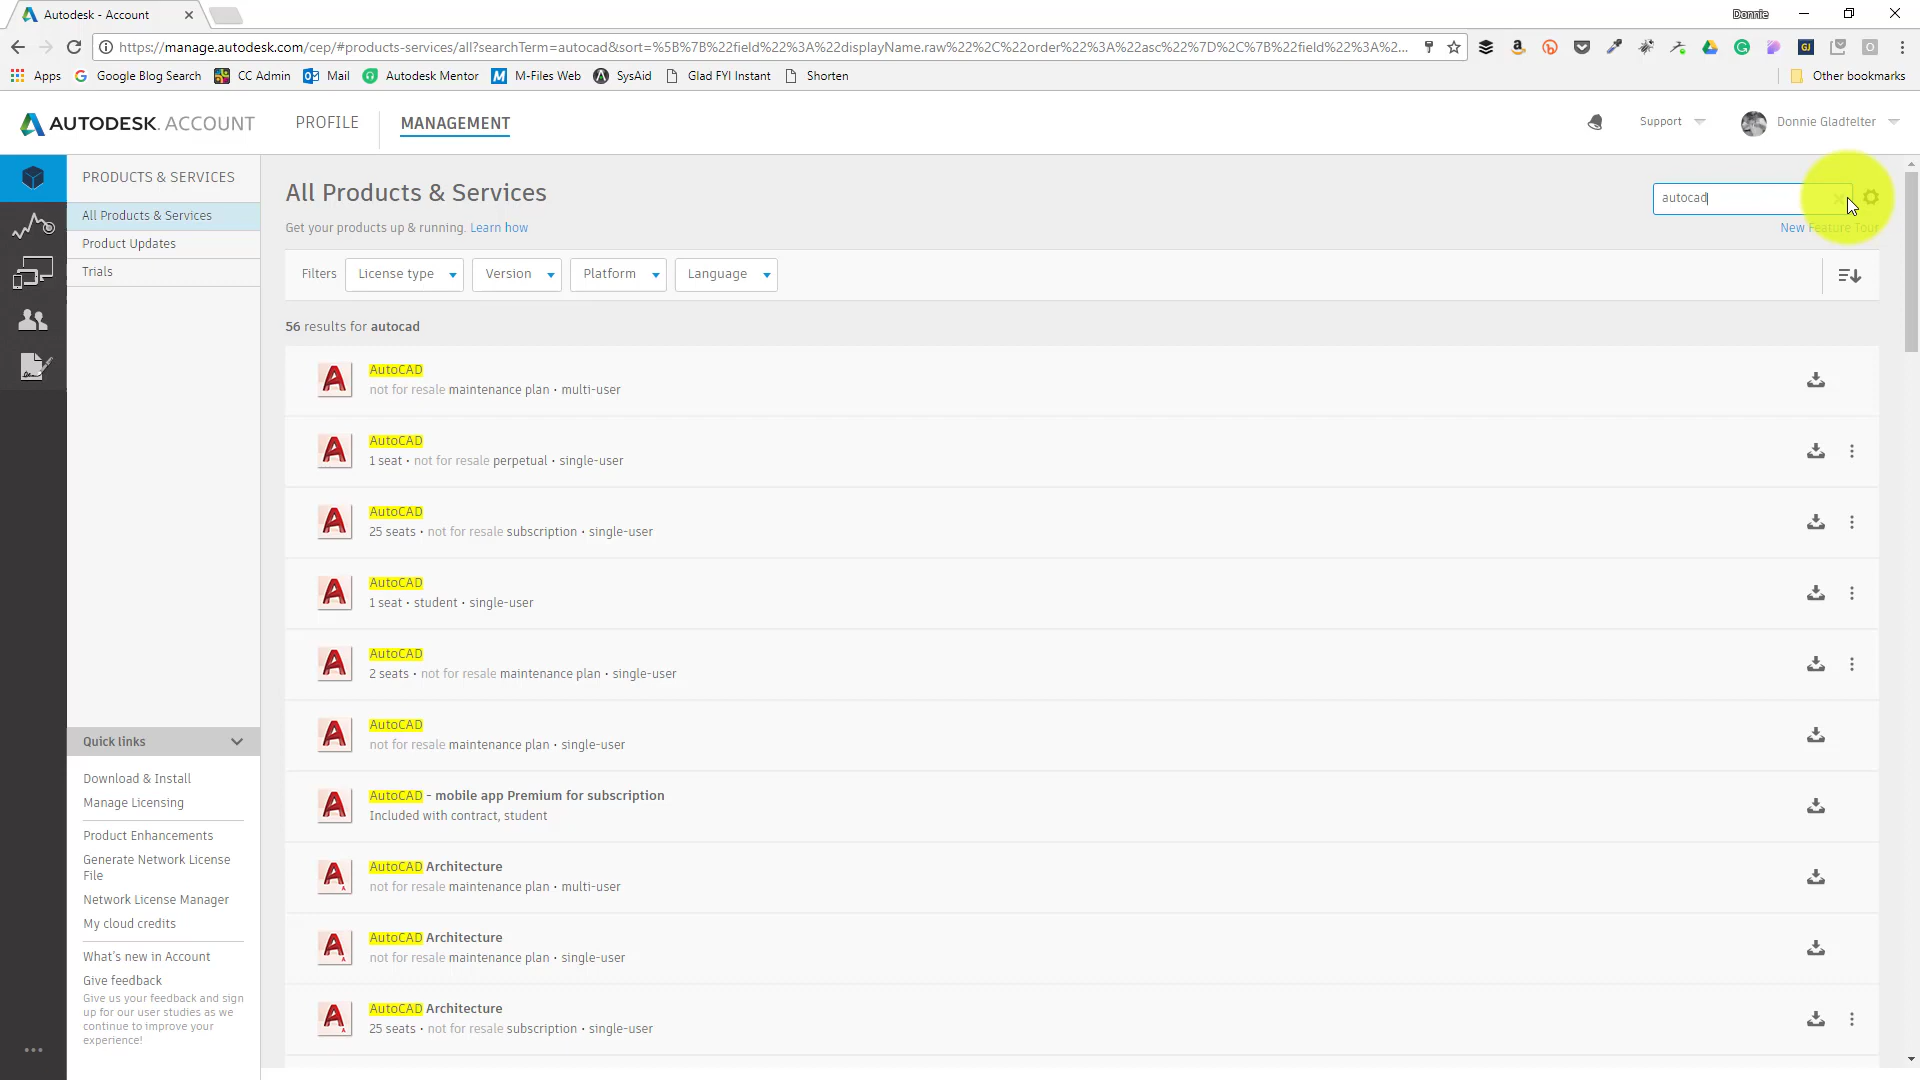 Autodesk - Account
Donnie
https://manage.autodesk.com/cep/#products-services/all?searchTerm=autocad&sort=%5B%7B%22field%22%3A%22displayName.raw%22%2C%22order%22%3A%22asc%22%7D%2C%7B%22field%22%3A%2...
Apps
Google Blog Search
CC Admin
Mail
Autodesk Mentor
M-Files Web
SysAid
Glad FYI Instant
Shorten
Other bookmarks
AUTODESK. ACCOUNT
PROFILE
MANAGEMENT
Support
Donnie Gladfelter
PRODUCTS & SERVICES
All Products & Services
Product Updates
Trials
All Products & Services
autocad
Get your products up & running. Learn how
New Feature Tour
Filters
License type
Version
Platform
Language
56 results for autocad
AutoCAD
not for resale maintenance plan • multi-user
AutoCAD
1 seat • not for resale perpetual • single-user
AutoCAD
25 seats • not for resale subscription • single-user
AutoCAD
1 seat • student • single-user
AutoCAD
2 seats • not for resale maintenance plan • single-user
AutoCAD
not for resale maintenance plan • single-user
AutoCAD - mobile app Premium for subscription
Included with contract, student
AutoCAD Architecture
not for resale maintenance plan • multi-user
AutoCAD Architecture
not for resale maintenance plan • single-user
AutoCAD Architecture
25 seats • not for resale subscription • single-user
Quick links
Download & Install
Manage Licensing
Product Enhancements
Generate Network License
File
Network License Manager
My cloud credits
What's new in Account
Give feedback
Give us your feedback and sign
up for our user studies as we
continue to improve your
experience!